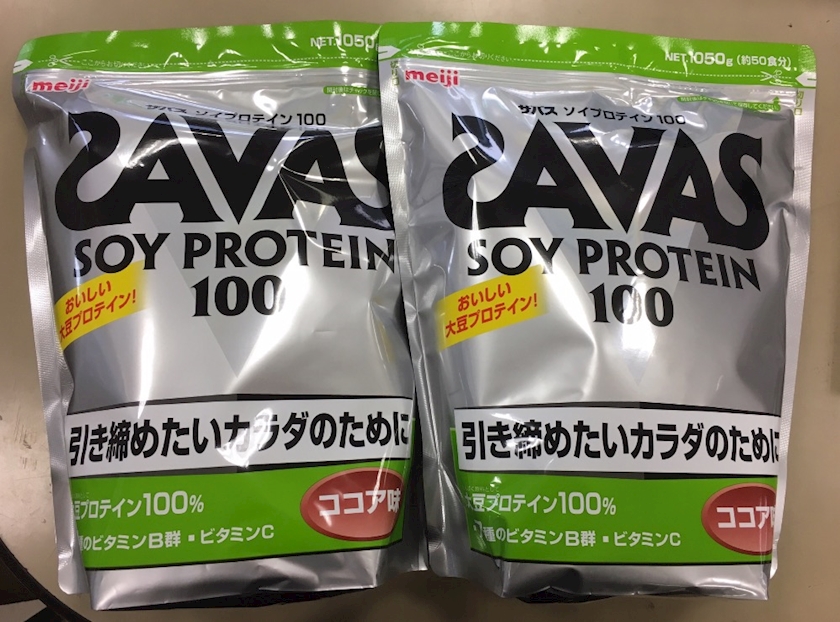 NET.1050
meiji
ザバス ソイプロテイン100
SAVAS
SOY PROTEIN
100
おいしい
大豆プロテイン!
引き締めたいカラダのために
豆プロテイン100%
ココア味
種のビタミンB群・ビタミンC
NET.1050g (約50食分)
meiji
ザバス ソイプロテイン100
SAVAS
SOY PROTEIN
100
おいしい
大豆プロテイン!
引き締めたいカラダのために
大豆プロテイン100%
ココア
7種のビタミンB群・ビタミンC